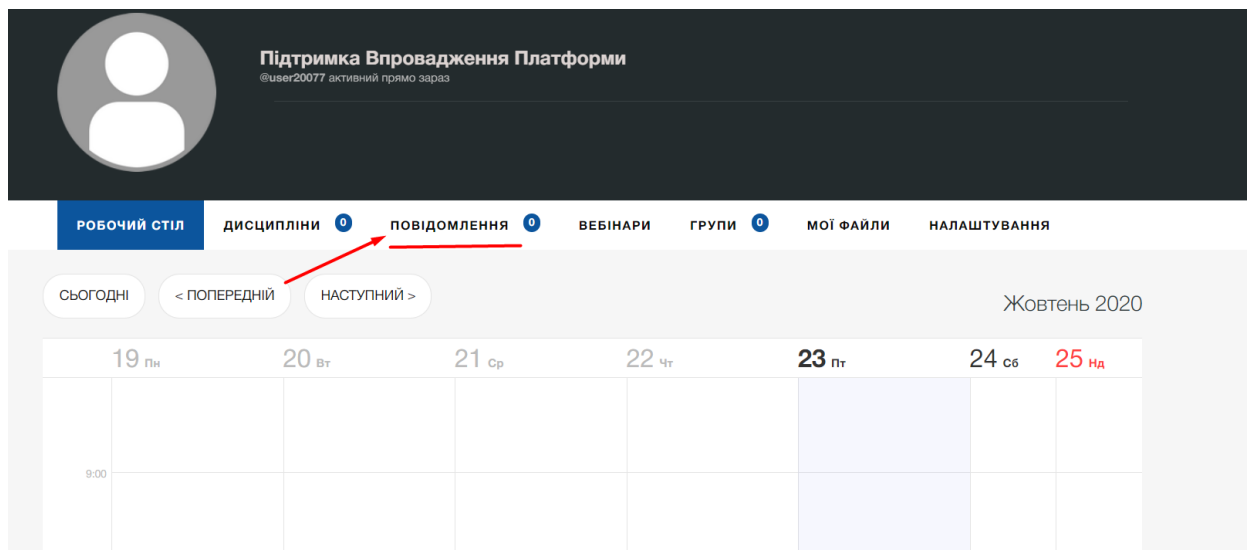 Підтримка Впровадження Платформи
@user20077 активний прямо зараз
РОБОЧИЙ СТІЛ ДИСЦИПЛІНИ 0 ПОВІДОМЛЕННЯ 0 ВЕБІНАРИ ГРУПИ 0 МОЇ ФАЙЛИ НАЛАШТУВАННЯ
СЬОГОДНІ < ПОПЕРЕДНІЙ НАСТУПНИЙ >
Жовтень 2020
19 Пн 20 Вт 21 Ср 22 Чт 23 Пт 24 Сб 25 Нд
9:00